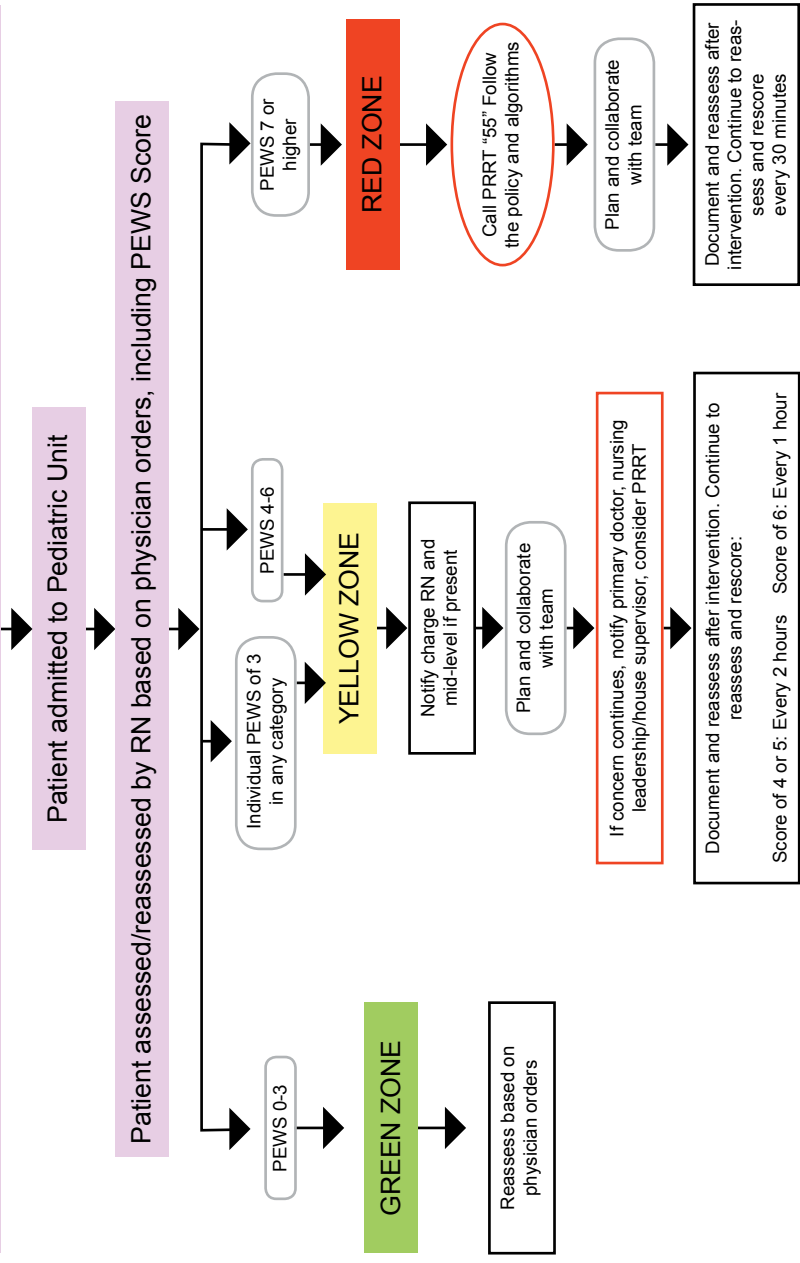 Patient admitted to Pediatric Unit
Patient assessed/reassessed by RN based on physician orders, including PEWS Score
PEWS 0-3
GREEN ZONE
Reassess based on
physician orders
Individual PEWS of 3
in any category
PEWS 4-6
YELLOW ZONE
Notify charge RN and
mid-level if present
Plan and collaborate
with team
If concern continues, notify primary doctor, nursing
leadership/house supervisor, consider PRRT
Document and reassess after intervention. Continue to
reassess and rescore:
Score of 4 or 5: Every 2 hours Score of 6: Every 1 hour
PEWS 7 or
higher
RED ZONE
Call PRRT “55” Follow
the policy and algorithms
Plan and collaborate
with team
Document and reassess after
intervention. Continue to reas-
sess and rescore
every 30 minutes